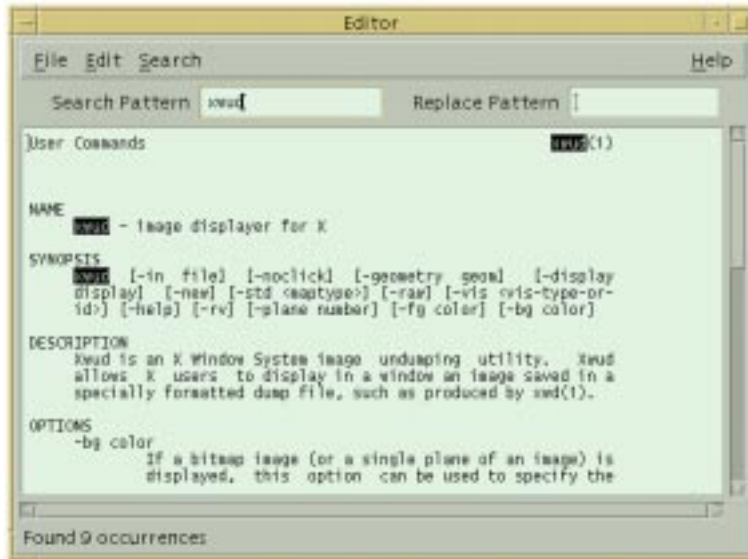 Editor
File Edit Search Help
Search Pattern xwud Replace Pattern
User Commands xwud(1)
NAME
xwud - image displayer for X
SYNOPSIS
xwud [-in file] [-noclick] [-geometry geom] [-display
display] [-new] [-std <maptype>] [-raw] [-vis <vis-type-or-
id>] [-help] [-rv] [-plane number] [-fg color] [-bg color]
DESCRIPTION
Xwud is an X Window System image undumping utility. Xwud
allows X users to display in a window an image saved in a
specially formatted dump file, such as produced by xwd(1).
OPTIONS
-bg color
If a bitmap image (or a single plane of an image) is
displayed, this option can be used to specify the
Found 9 occurrences